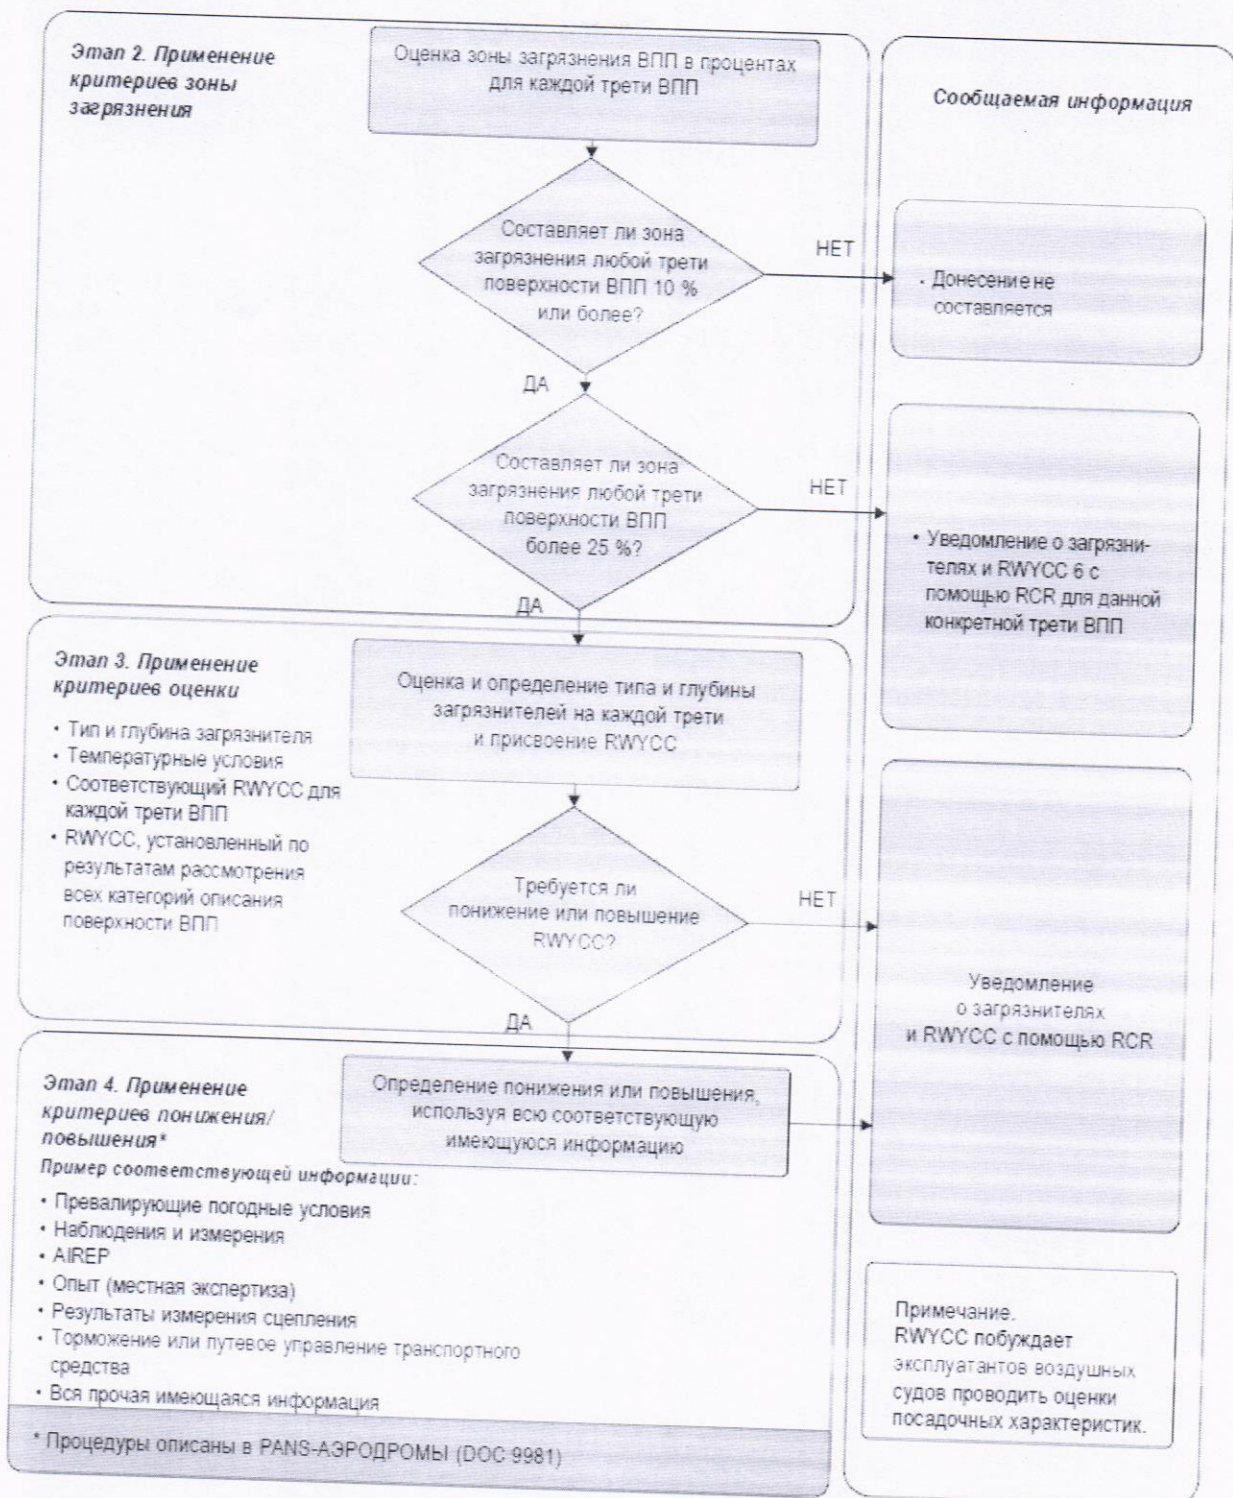 Этап 2. Применение
критериев зоны
загрязнения
Оценка зоны загрязнения ВПП в процентах
для каждой трети ВПП
Сообщаемая информация
Составляет ли зона
загрязнения любой трети
поверхности ВПП 10 %
или более?
НЕТ
• Донесение не
составляется
ДА
Составляет ли зона
загрязнения любой трети
поверхности ВПП
более 25 %?
НЕТ
• Уведомление о загрязни-
телях и RWYCC 6 с
помощью RCR для данной
конкретной трети ВПП
ДА
Этап 3. Применение
критериев оценки
• Тип и глубина загрязнителя
• Температурные условия
• Соответствующий RWYCC для
каждой трети ВПП
• RWYCC, установленный по
результатам рассмотрения
всех категорий описания
поверхности ВПП
Оценка и определение типа и глубины
загрязнителей на каждой трети
и присвоение RWYCC
Требуется ли
понижение или повышение
RWYCC?
НЕТ
Уведомление
о загрязнителях
и RWYCC с помощью RCR
ДА
Этап 4. Применение
критериев понижения/
повышения*
Определение понижения или повышения,
используя всю соответствующую
имеющуюся информацию
Пример соответствующей информации:
• Превалирующие погодные условия
• Наблюдения и измерения
• AIREP
• Опыт (местная экспертиза)
• Результаты измерения сцепления
• Торможение или путевое управление транспортного
средства
• Вся прочая имеющаяся информация
* Процедуры описаны в PANS-АЭРОДРОМЫ (DOC 9981)
Примечание.
RWYCC побуждает
эксплуатантов воздушных
судов проводить оценки
посадочных характеристик.